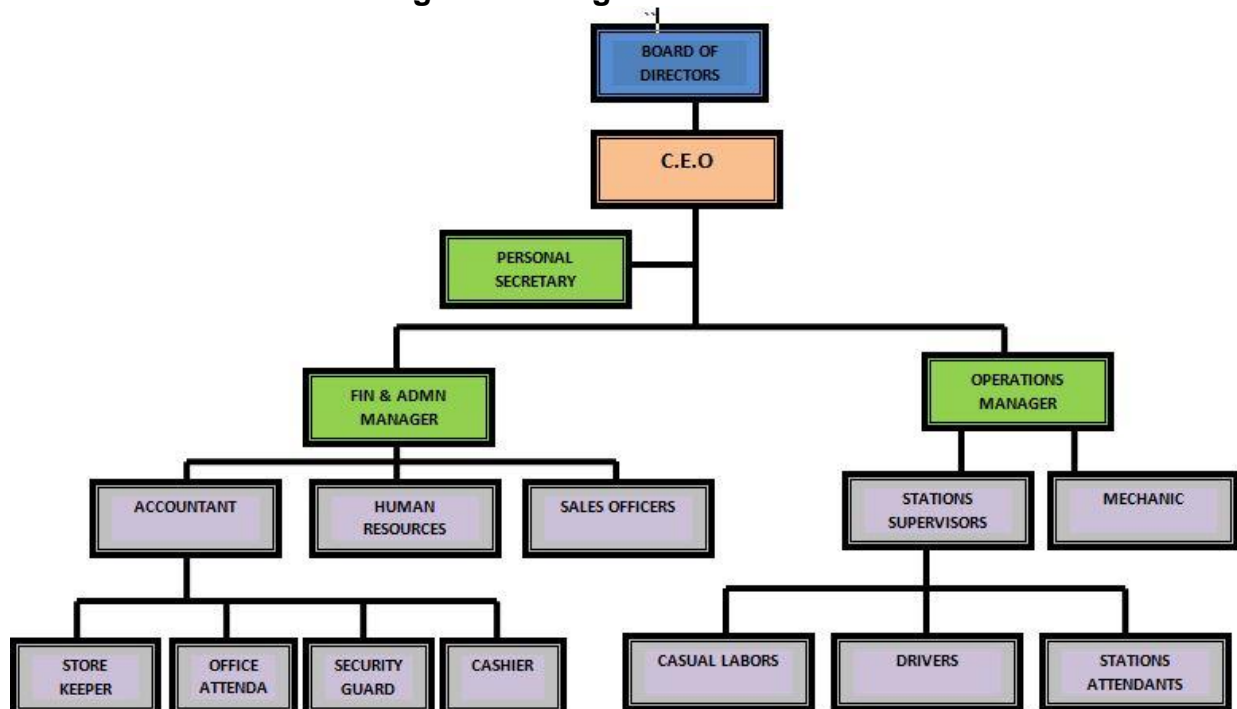 BOARD OF
DIRECTORS
C.E.O
PERSONAL
SECRETARY
FIN & ADMN
MANAGER
OPERATIONS
MANAGER
ACCOUNTANT
HUMAN
RESOURCES
SALES OFFICERS
STATIONS
SUPERVISORS
MECHANIC
STORE
KEEPER
OFFICE
ATTENDA
SECURITY
GUARD
CASHIER
CASUAL LABORS
DRIVERS
STATIONS
ATTENDANTS